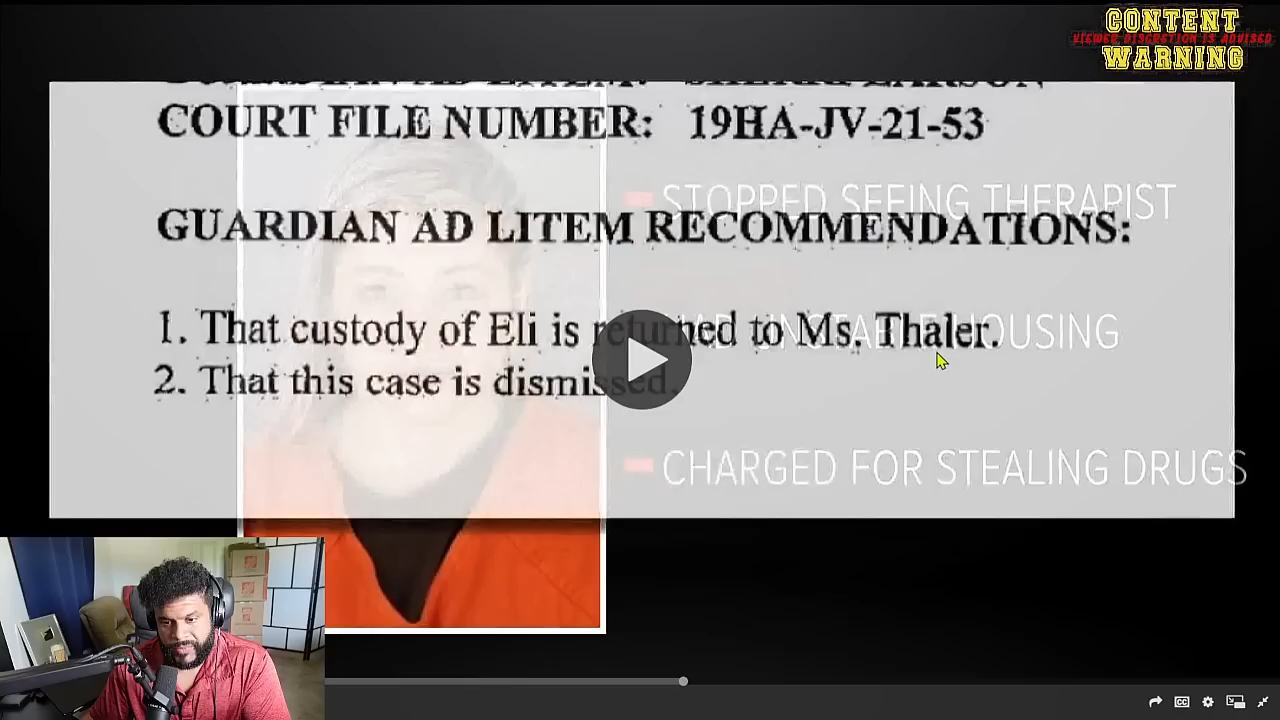 CONTENT
VIEWER DISCRETION IS ADVISED
WARNING
COURT FILE NUMBER: 19HA-JV-21-53
STOPPED SEEING THERAPIST
GUARDIAN AD LITEM RECOMMENDATIONS:
1. That custody of Eli is returned to Ms. Thaler.
HOUSING
2. That this case is dismissed.
CHARGED FOR STEALING DRUGS
CC